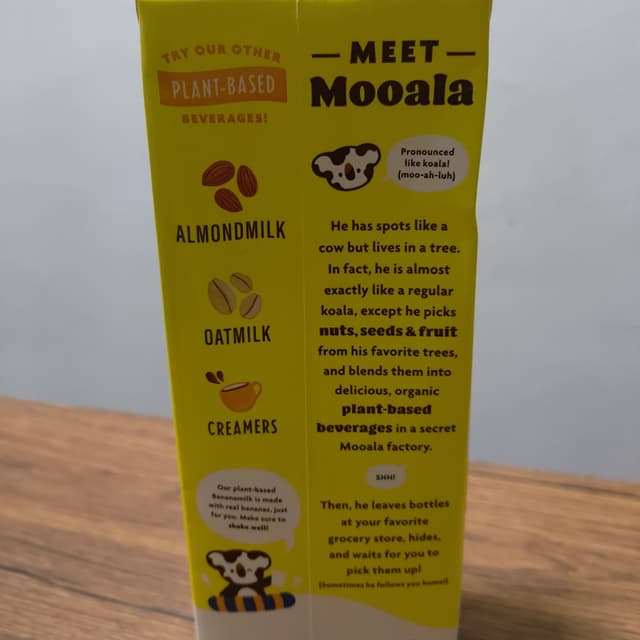 TRY OUR OTHER
PLANT-BASED
BEVERAGES!
ALMONDMILK
OATMILK
CREAMERS
Our plant-based
Bananamilk is made
with real bananas, just
for you. Make sure to
shake well!
— MEET —
Mooala
Pronounced
like koala!
(moo-ah-luh)
He has spots like a
cow but lives in a tree.
In fact, he is almost
exactly like a regular
koala, except he picks
nuts, seeds & fruit
from his favorite trees,
and blends them into
delicious, organic
plant-based
beverages in a secret
Mooala factory.
SHH!
Then, he leaves bottles
at your favorite
grocery store, hides,
and waits for you to
pick them up!
(Sometimes he follows you home!)